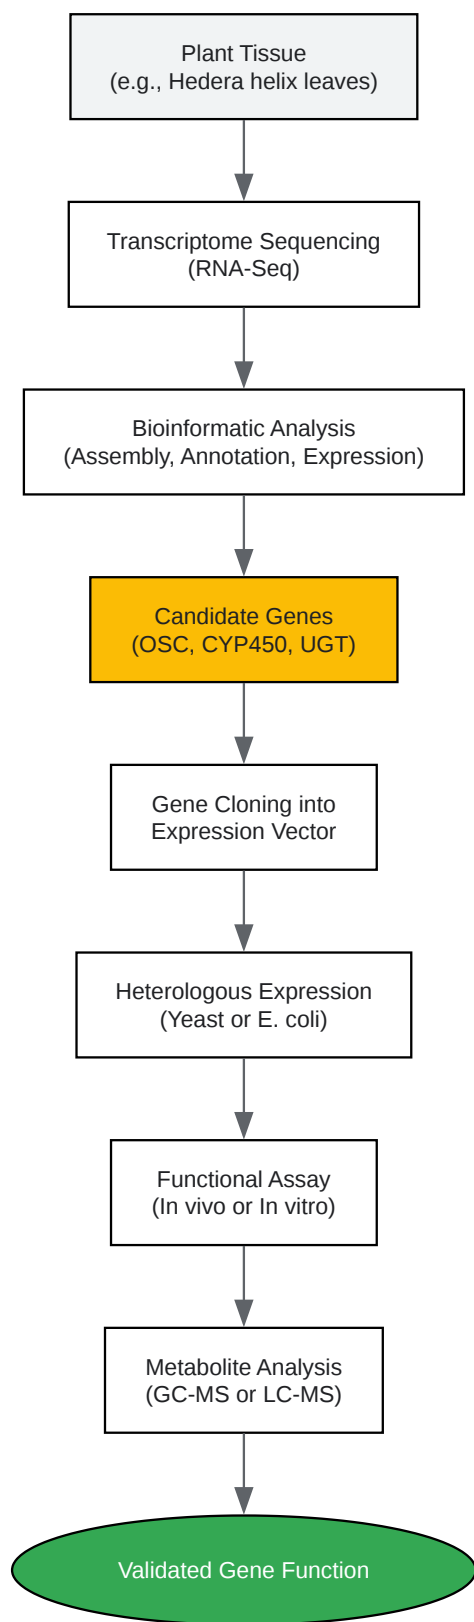 Plant Tissue
(e.g., Hedera helix leaves)
Transcriptome Sequencing
(RNA-Seq)
Bioinformatic Analysis
(Assembly, Annotation, Expression)
Candidate Genes
(OSC, CYP450, UGT)
Gene Cloning into
Expression Vector
Heterologous Expression
(Yeast or E. coli)
Functional Assay
(In vivo or In vitro)
Metabolite Analysis
(GC-MS or LC-MS)
Validated Gene Function